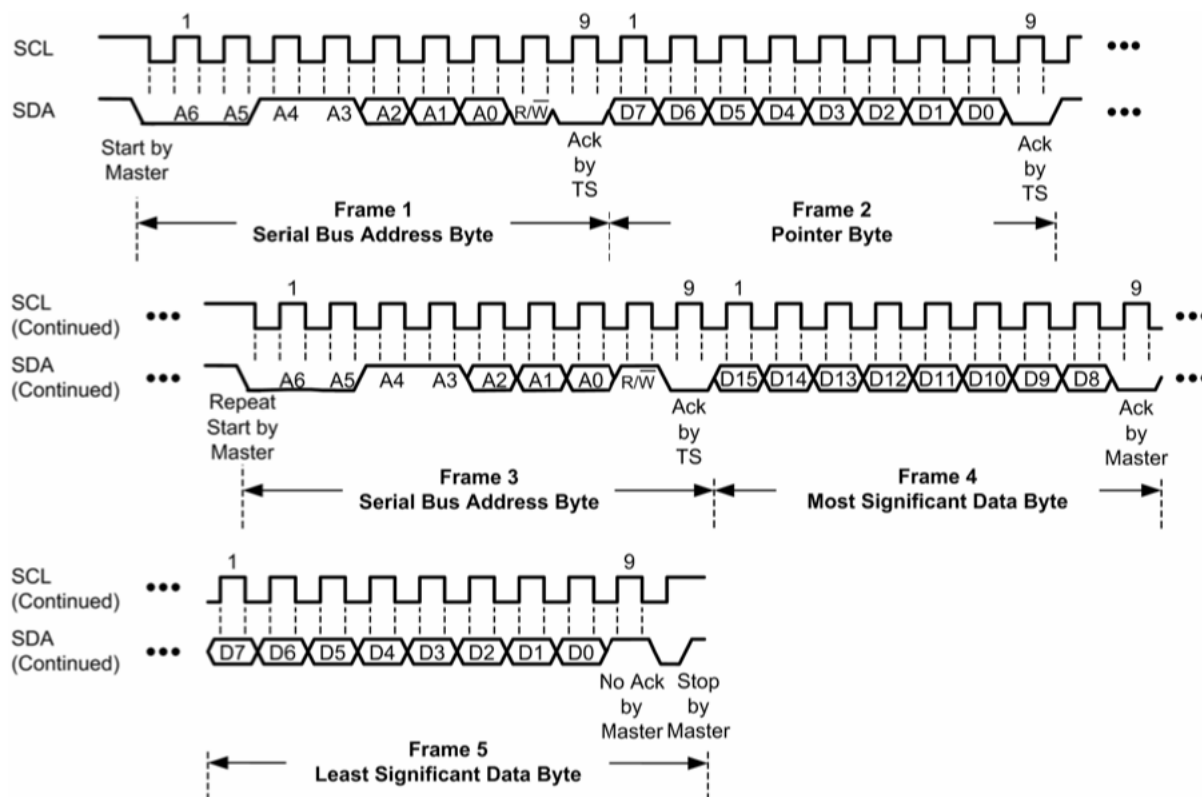 1 9 1 9
SCL •••
SDA A6 A5 A4 A3 A2 A1 A0 R/W̅ D7 D6 D5 D4 D3 D2 D1 D0 •••
Start by
Master
Ack
by
TS
Ack
by
TS
Frame 1
Serial Bus Address Byte
Frame 2
Pointer Byte
1 9 1 9
SCL
(Continued) ••• •••
SDA
(Continued) ••• A6 A5 A4 A3 A2 A1 A0 R/W̅ D15 D14 D13 D12 D11 D10 D9 D8 •••
Repeat
Start by
Master
Ack
by
TS
Ack
by
Master
Frame 3
Serial Bus Address Byte
Frame 4
Most Significant Data Byte
1 9
SCL
(Continued) •••
SDA
(Continued) ••• D7 D6 D5 D4 D3 D2 D1 D0
No Ack
by
Master
Stop
by
Master
Frame 5
Least Significant Data Byte